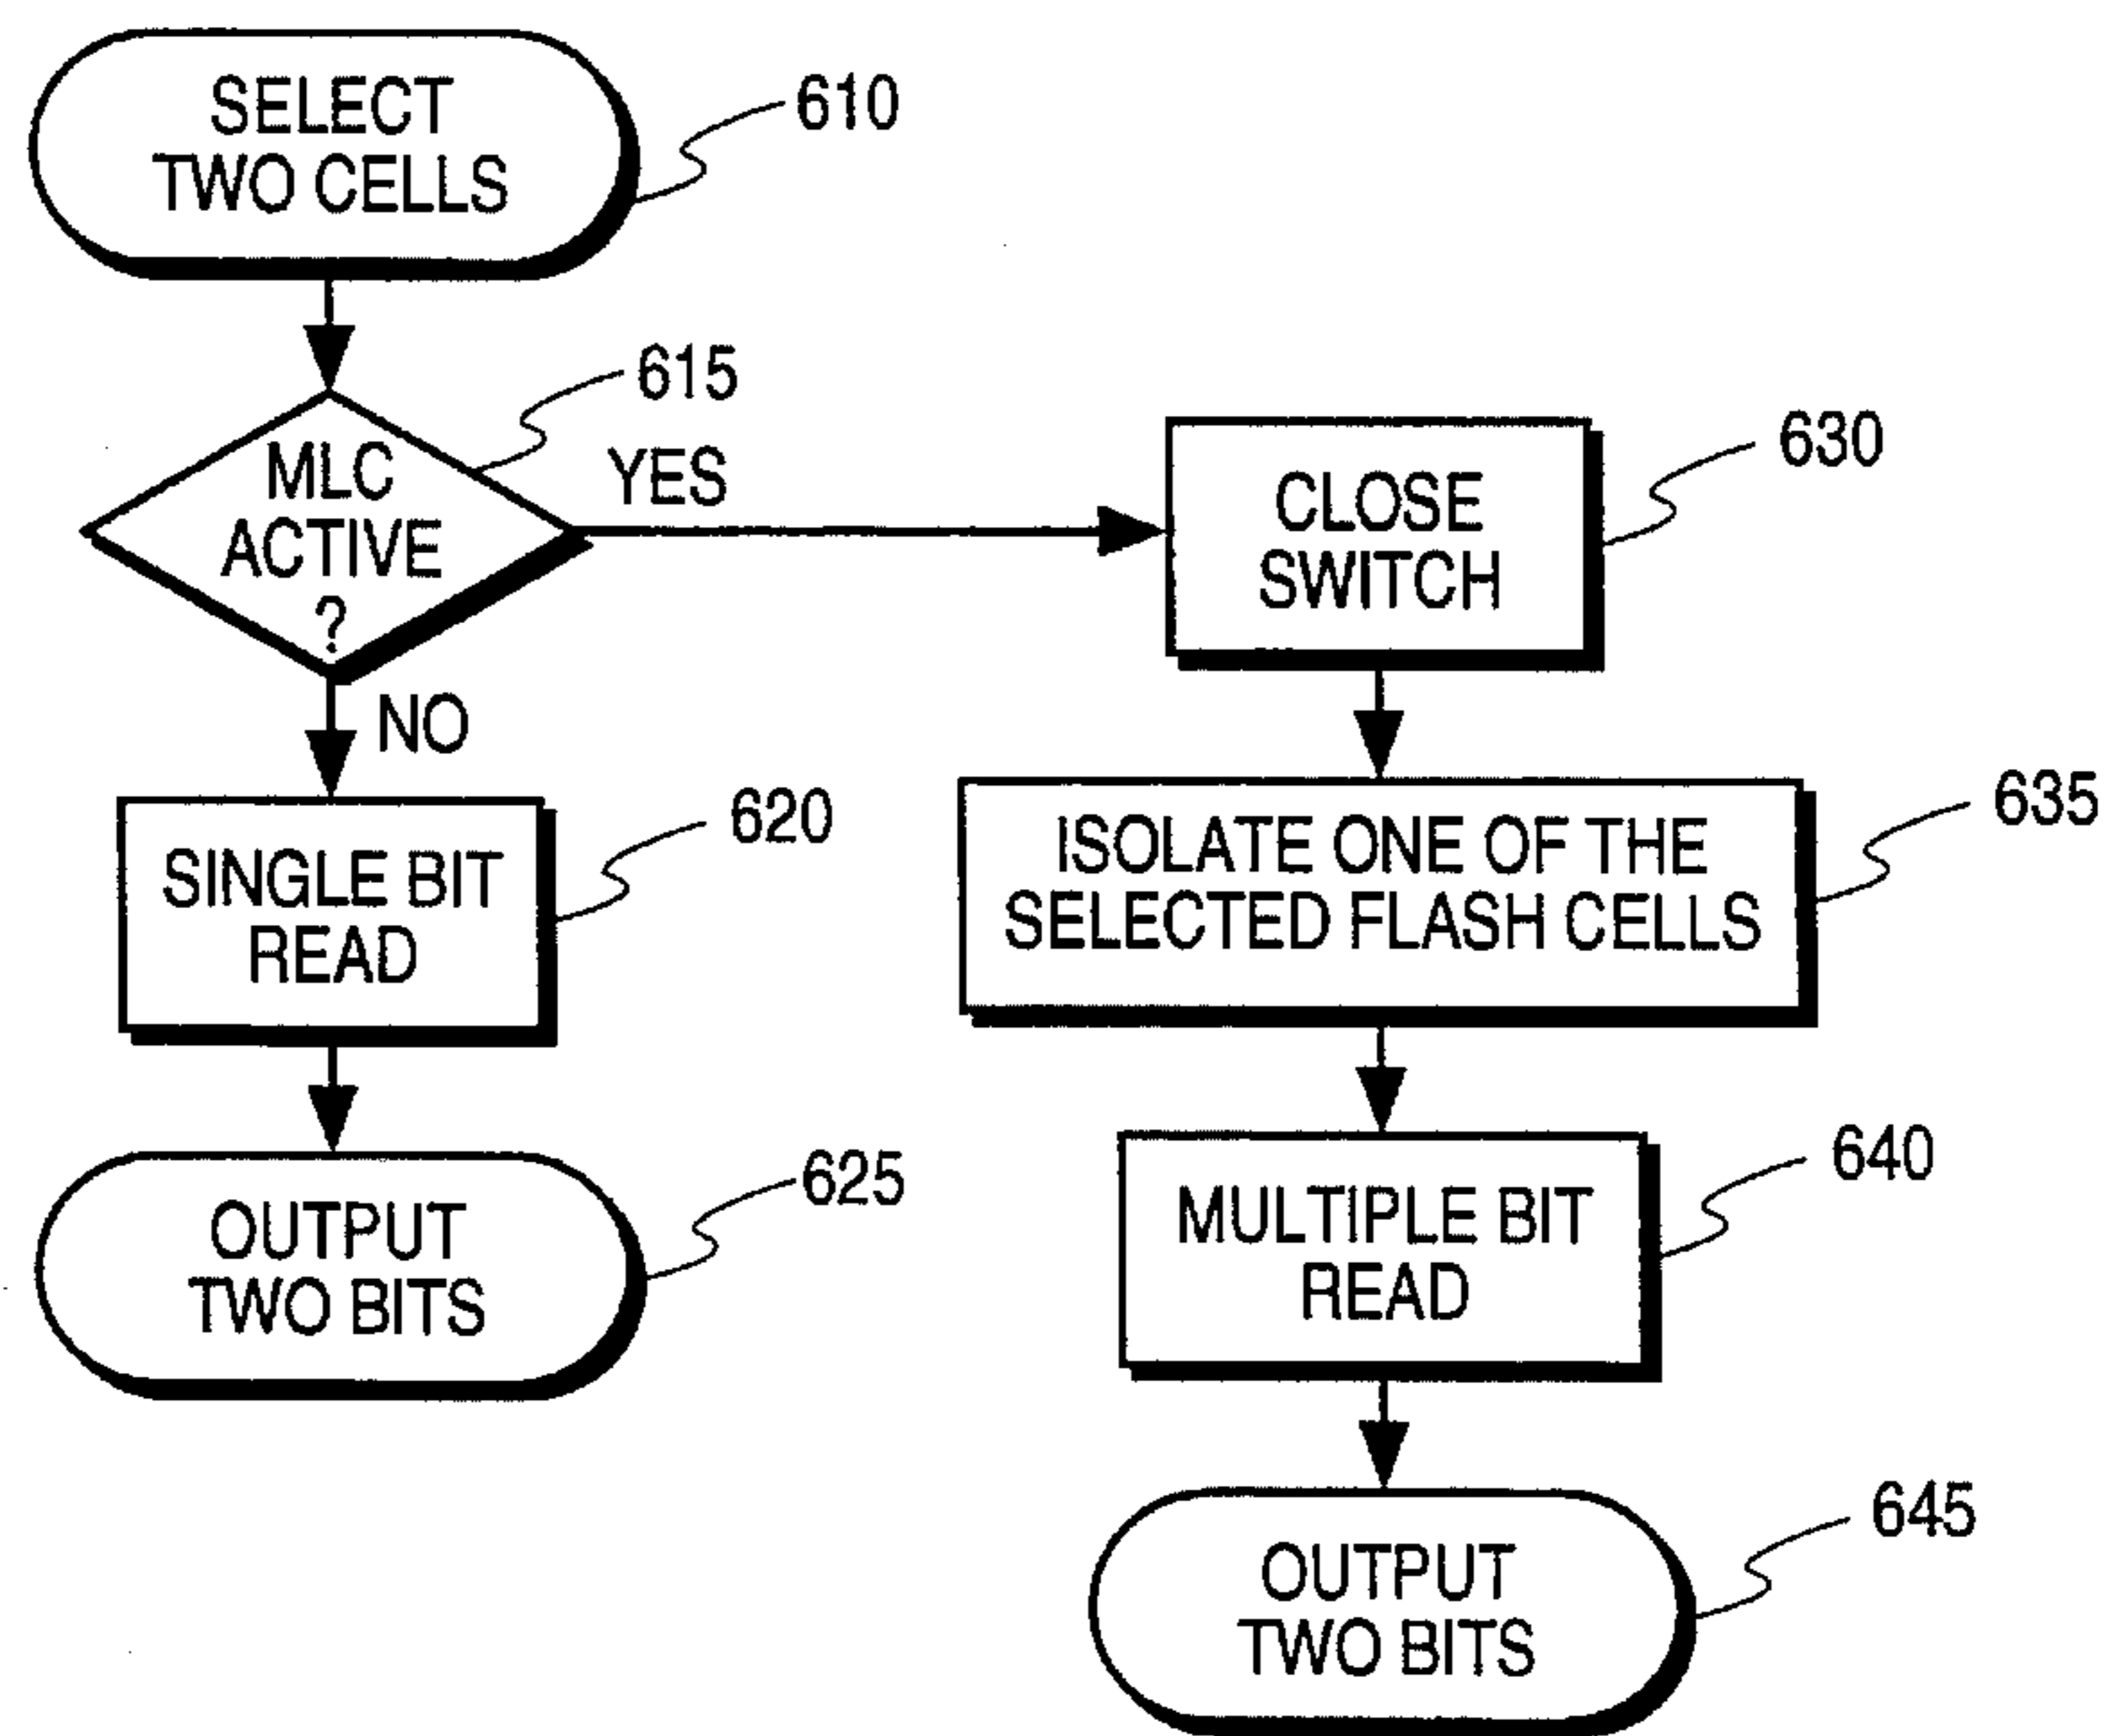 SELECT
TWO CELLS
610
MLC
ACTIVE
?
615
YES
NO
SINGLE BIT
READ
620
OUTPUT
TWO BITS
625
CLOSE
SWITCH
630
ISOLATE ONE OF THE
SELECTED FLASH CELLS
635
MULTIPLE BIT
READ
640
OUTPUT
TWO BITS
645